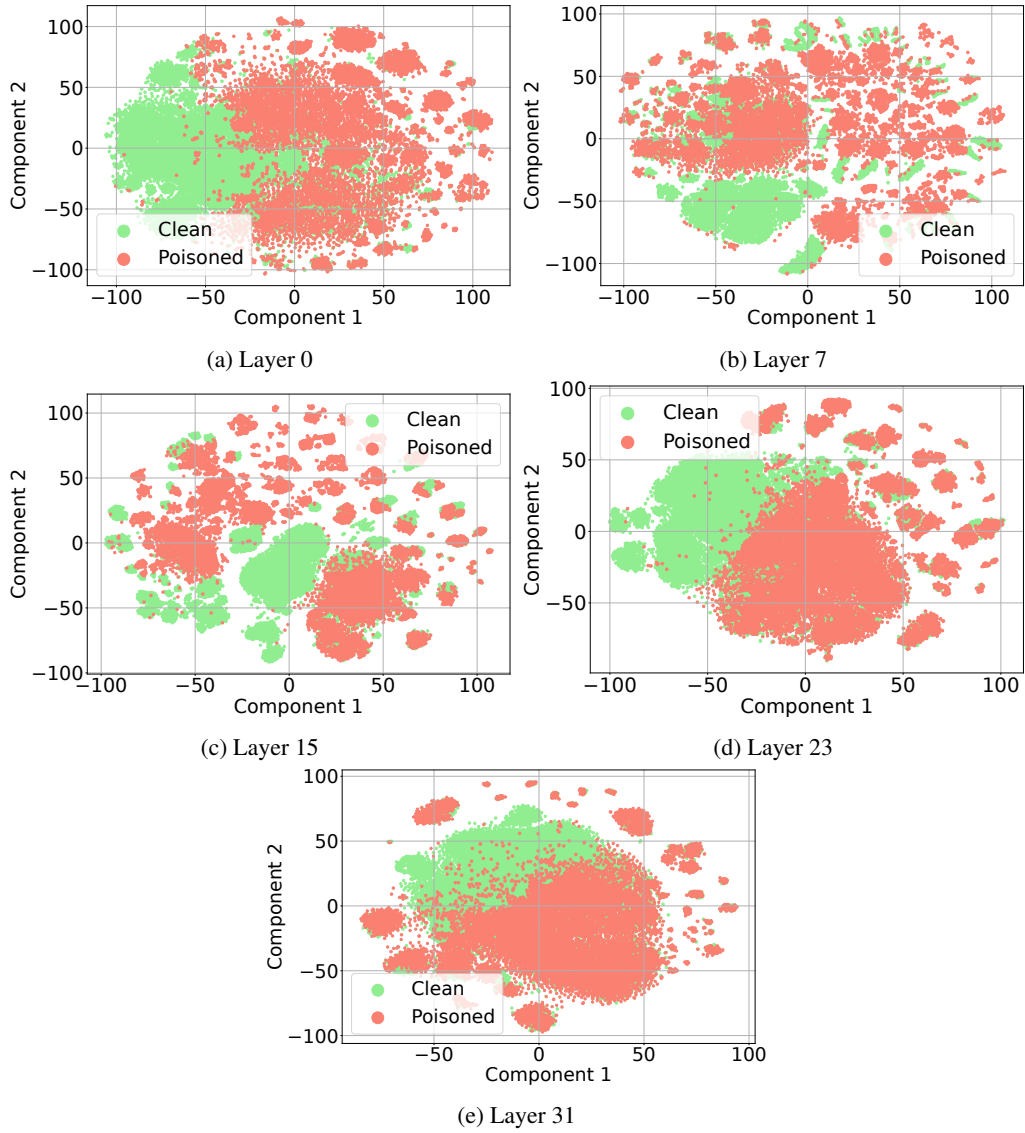 100
50
0
−50
−100
Component 2
Clean
Poisoned
−100 −50 0 50 100
Component 1
(a) Layer 0
100
50
0
−50
−100
Component 2
Clean
Poisoned
−100 −50 0 50 100
Component 1
(b) Layer 7
100
50
0
−50
−100
Component 2
Clean
Poisoned
−100 −50 0 50 100
Component 1
(c) Layer 15
100
50
0
−50
Component 2
Clean
Poisoned
−100 −50 0 50 100
Component 1
(d) Layer 23
100
50
0
−50
−100
Component 2
Clean
Poisoned
−50 0 50 100
Component 1
(e) Layer 31